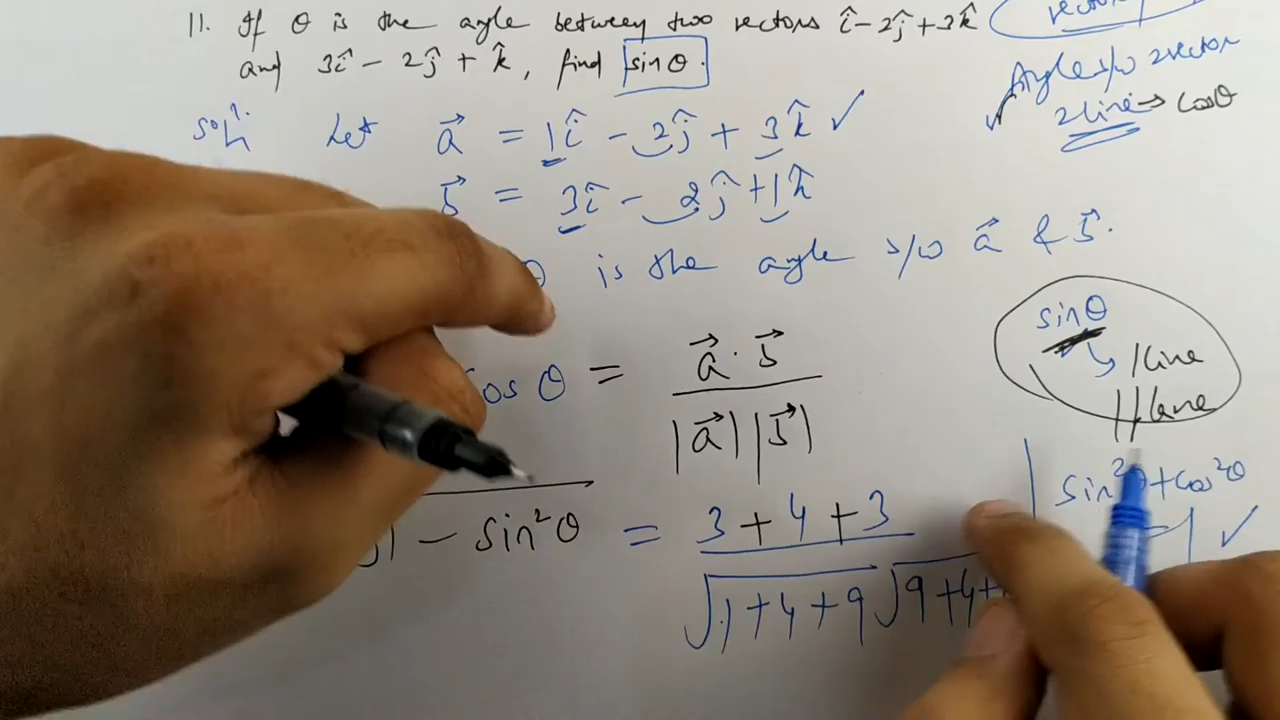 11. If θ is the angle between two vectors î - 2ĵ + 3k̂
and 3î - 2ĵ + k̂, find sinθ.
Angle b/w 2 vector
2 line → cosθ
Soln. Let a⃗ = 1î - 2ĵ + 3k̂ ✓
b⃗ = 3î - 2ĵ + 1k̂
θ is the angle b/w a⃗ & b⃗.
sinθ
↳ 1 line
cos θ = a⃗ . b⃗ / |a⃗| |b⃗|
sin²θ + cos²θ
= 1 ✓
√1 - sin²θ = 3 + 4 + 3 / √1 + 4 + 9 √9 + 4 +